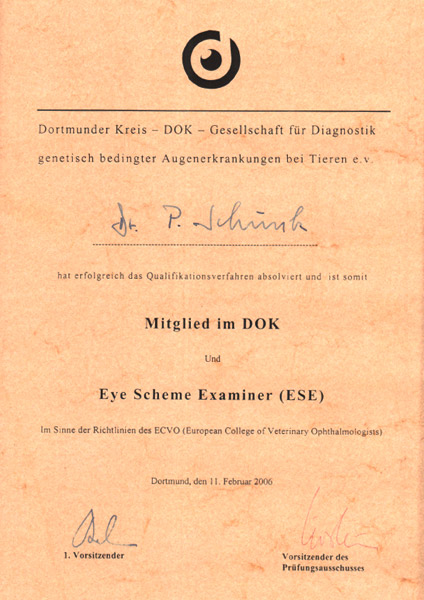 Dortmunder Kreis – DOK – Gesellschaft für Diagnostik
genetisch bedingter Augenerkrankungen bei Tieren e.v.
Dr. P. Schunk
hat erfolgreich das Qualifikationsverfahren absolviert und ist somit
Mitglied im DOK
Und
Eye Scheme Examiner (ESE)
Im Sinne der Richtlinien des ECVO (European College of Veterinary Ophthalmologists)
Dortmund, den 11. Februar 2006
1. Vorsitzender
Vorsitzender des
Prüfungsausschusses